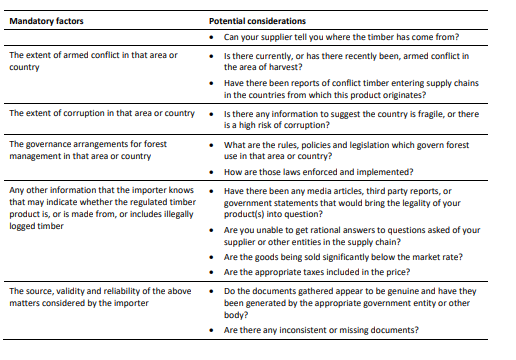 Mandatory factors
Potential considerations
• Can your supplier tell you where the timber has come from?
The extent of armed conflict in that area or
country
• Is there currently, or has there recently been, armed conflict in
the area of harvest?
• Have there been reports of conflict timber entering supply chains
in the countries from which this product originates?
The extent of corruption in that area or country
• Is there any information to suggest the country is fragile, or there
is a high risk of corruption?
The governance arrangements for forest
management in that area or country
• What are the rules, policies and legislation which govern forest
use in that area or country?
• How are those laws enforced and implemented?
Any other information that the importer knows
that may indicate whether the regulated timber
product is, or is made from, or includes illegally
logged timber
• Have there been any media articles, third party reports, or
government statements that would bring the legality of your
product(s) into question?
• Are you unable to get rational answers to questions asked of your
supplier or other entities in the supply chain?
• Are the goods being sold significantly below the market rate?
• Are the appropriate taxes included in the price?
The source, validity and reliability of the above
matters considered by the importer
• Do the documents gathered appear to be genuine and have they
been generated by the appropriate government entity or other
body?
• Are there any inconsistent or missing documents?